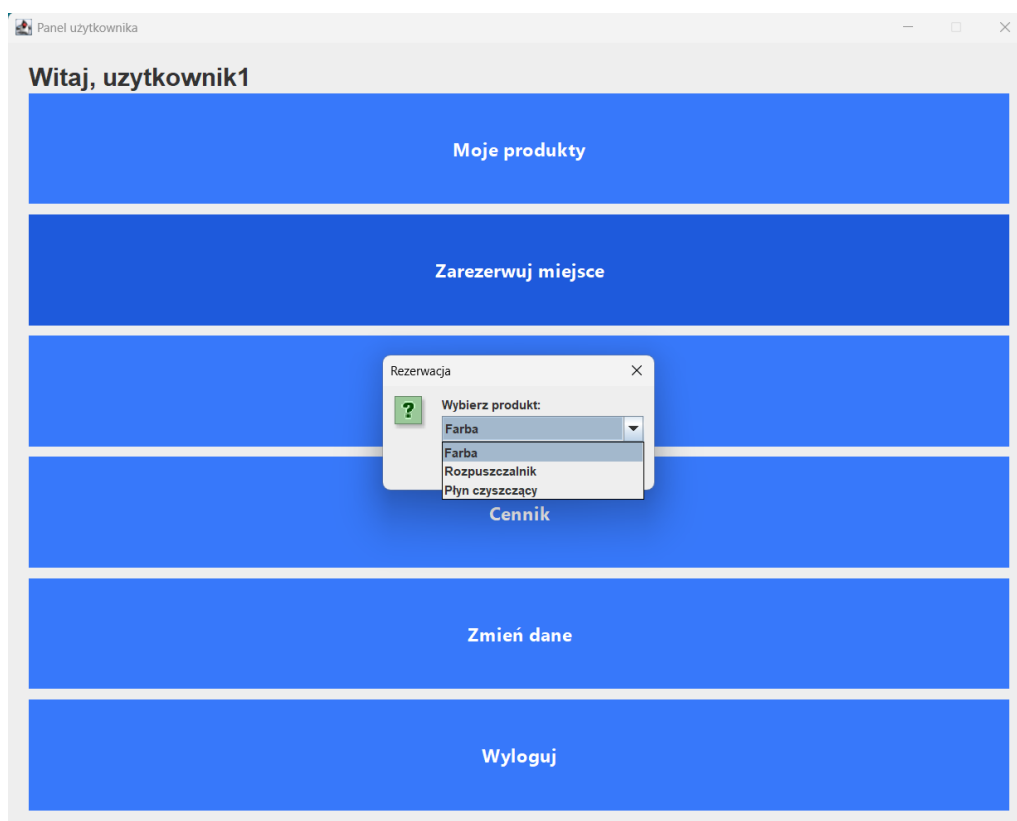 Panel użytkownika
Witaj, uzytkownik1
Moje produkty
Zarezerwuj miejsce
Rezerwacja
?
Wybierz produkt:
Farba
Farba
Rozpuszczalnik
Płyn czyszczący
Cennik
Zmień dane
Wyloguj